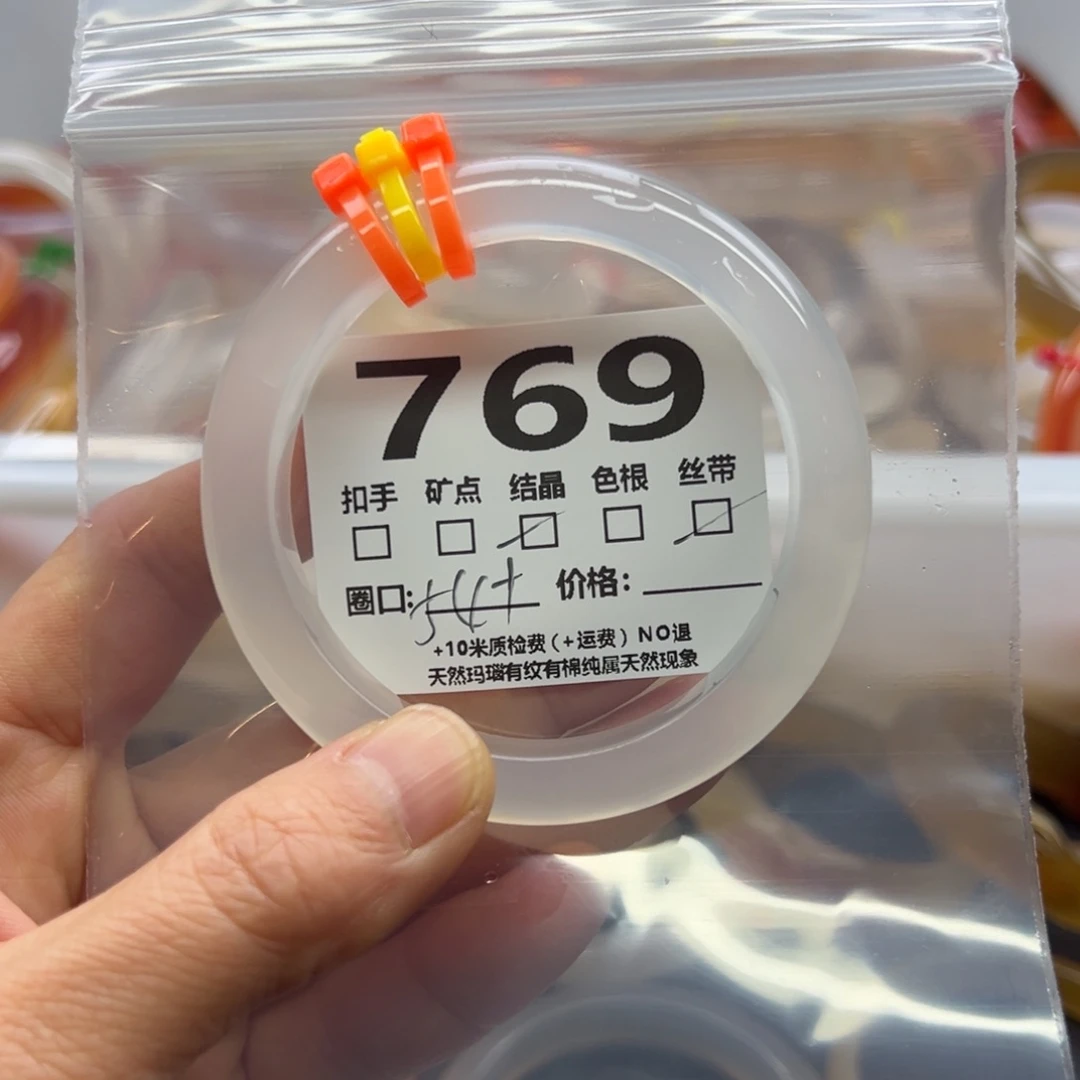 769
扣手 矿点 结晶 色根 丝带
圈口: 54+ 价格:
+10米质检费(+运费)NO退
天然玛瑙有纹有棉纯属天然现象